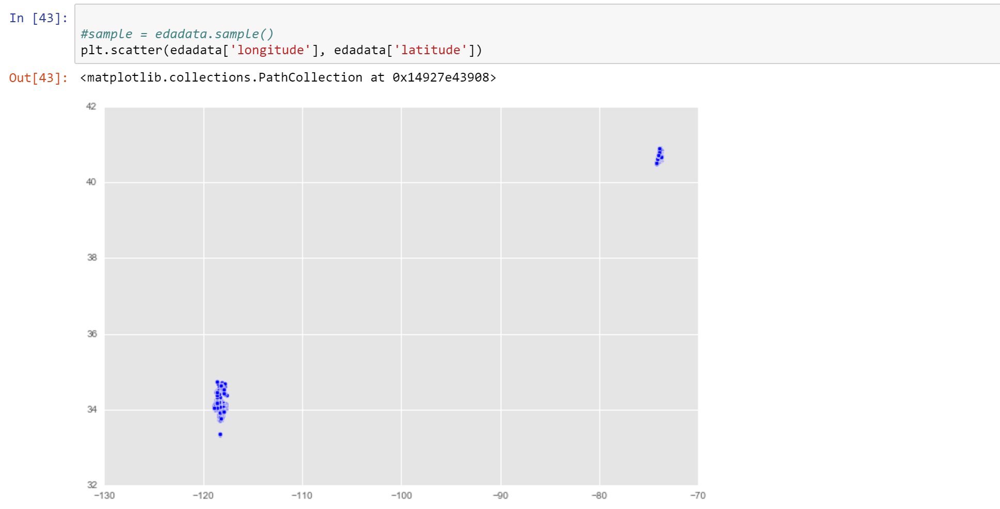 In [43]:
#sample = edadata.sample()
plt.scatter(edadata['longitude'], edadata['latitude'])
Out[43]: <matplotlib.collections.PathCollection at 0x14927e43908>
42
40
38
36
34
32
−130 −120 −110 −100 −90 −80 −70